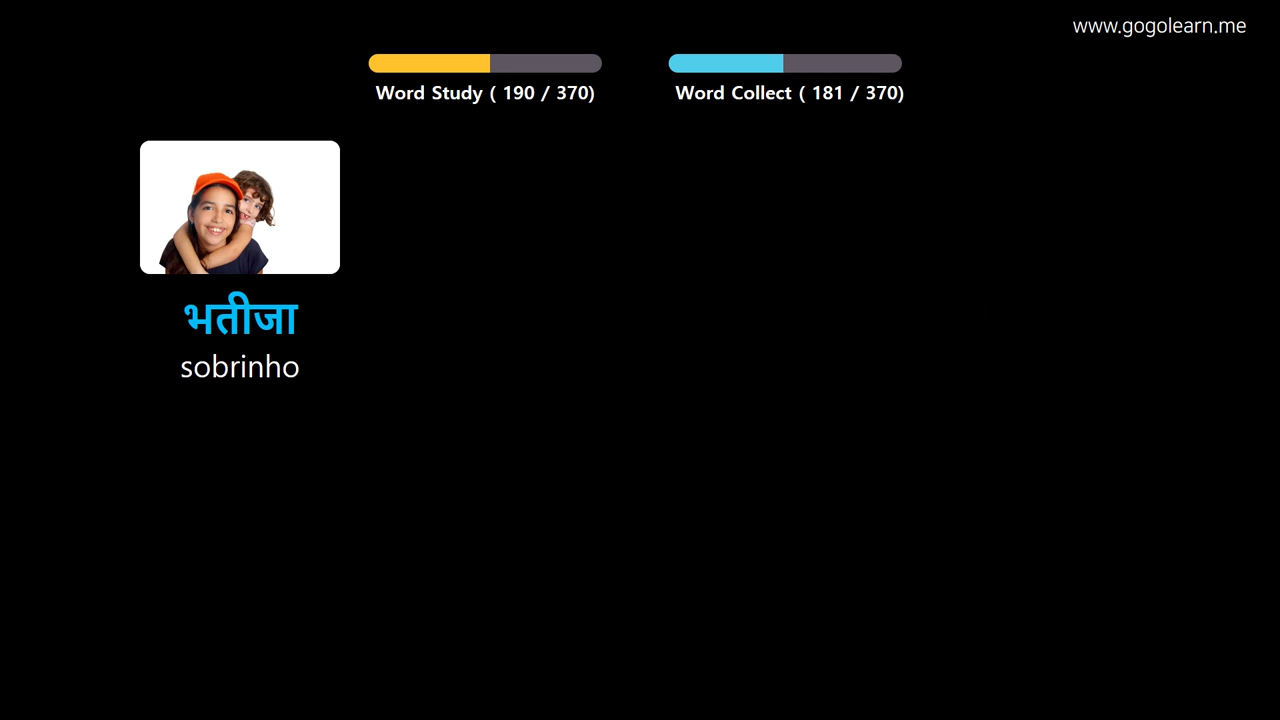 www.gogolearn.me
Word Study ( 190 / 370)
Word Collect ( 181 / 370)
भतीजा
sobrinho